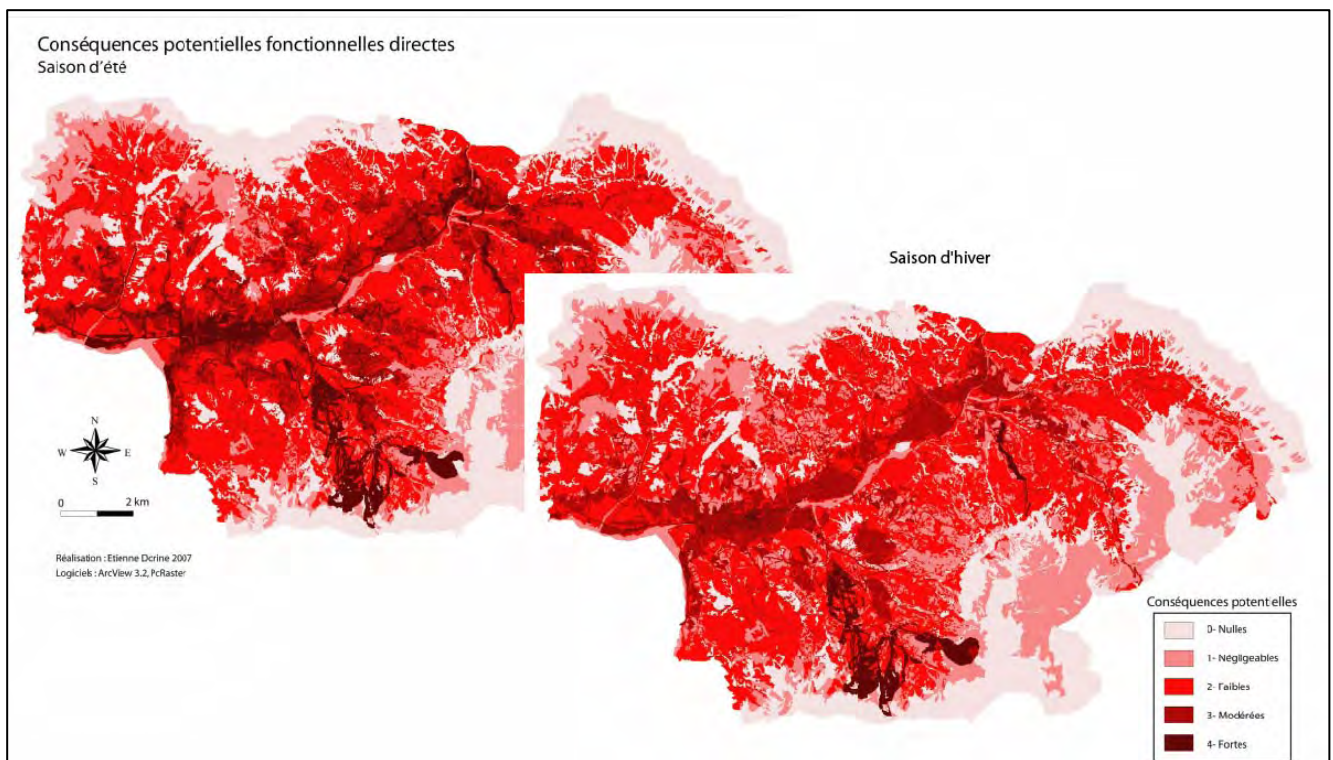 Conséquences potentielles fonctionnelles directes
Saison d'été
Saison d'hiver
N
W E
S
0 2 km
Réalisation : Etienne Dcrine 2007
Logiciels : ArcView 3.2, PcRaster
Conséquences potentielles
0- Nulles
1- Négligeables
2- Faibles
3- Modérées
4- Fortes